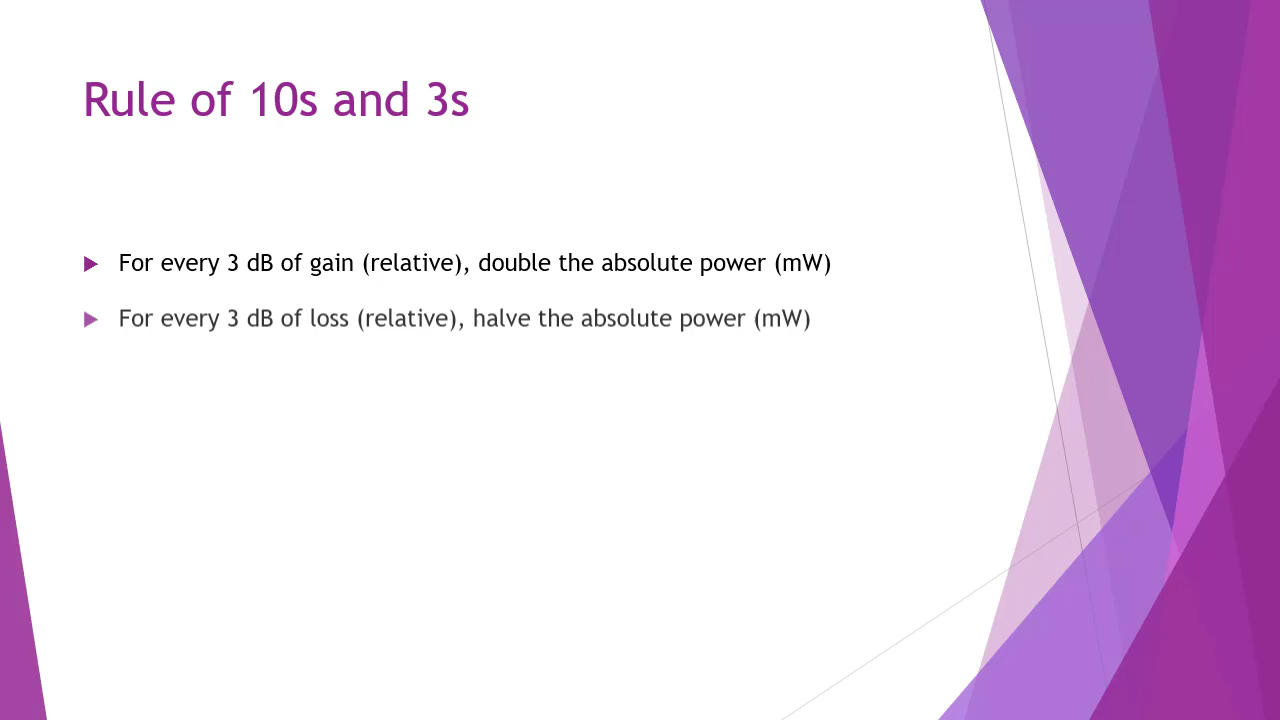 Rule of 10s and 3s
For every 3 dB of gain (relative), double the absolute power (mW)
For every 3 dB of loss (relative), halve the absolute power (mW)